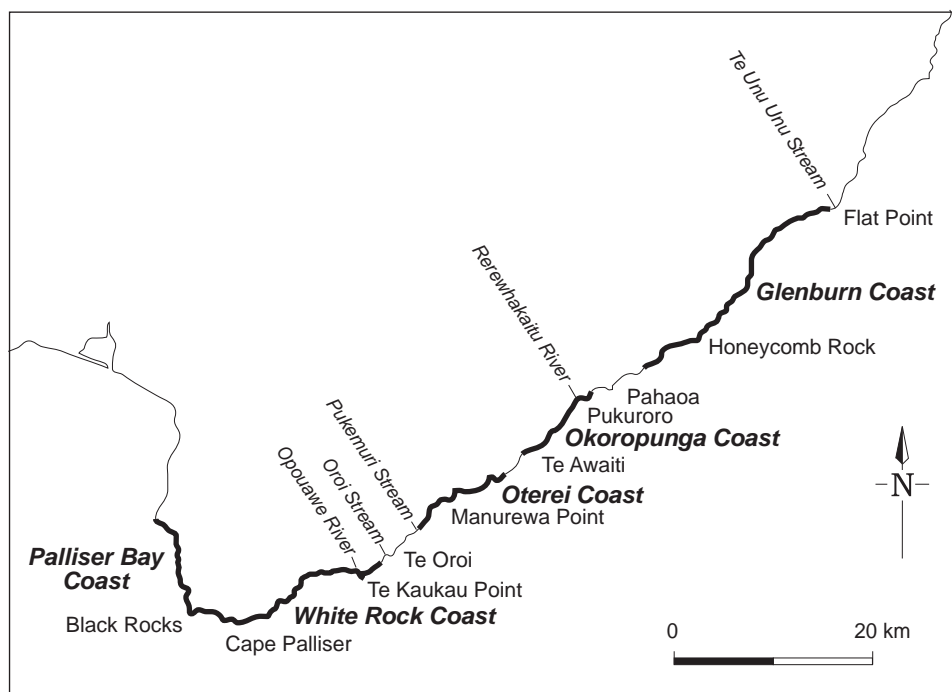 Te Unu Unu Stream
Flat Point
Rerewhakaitu River
Glenburn Coast
Honeycomb Rock
Pahaoa
Pukuroro
Okoropunga Coast
Te Awaiti
Pukemuri Stream
Oroi Stream
Opouawe River
Oterei Coast
Manurewa Point
N
Palliser Bay
Coast
Te Oroi
Te Kaukau Point
White Rock Coast
Black Rocks
Cape Palliser
0 20 km